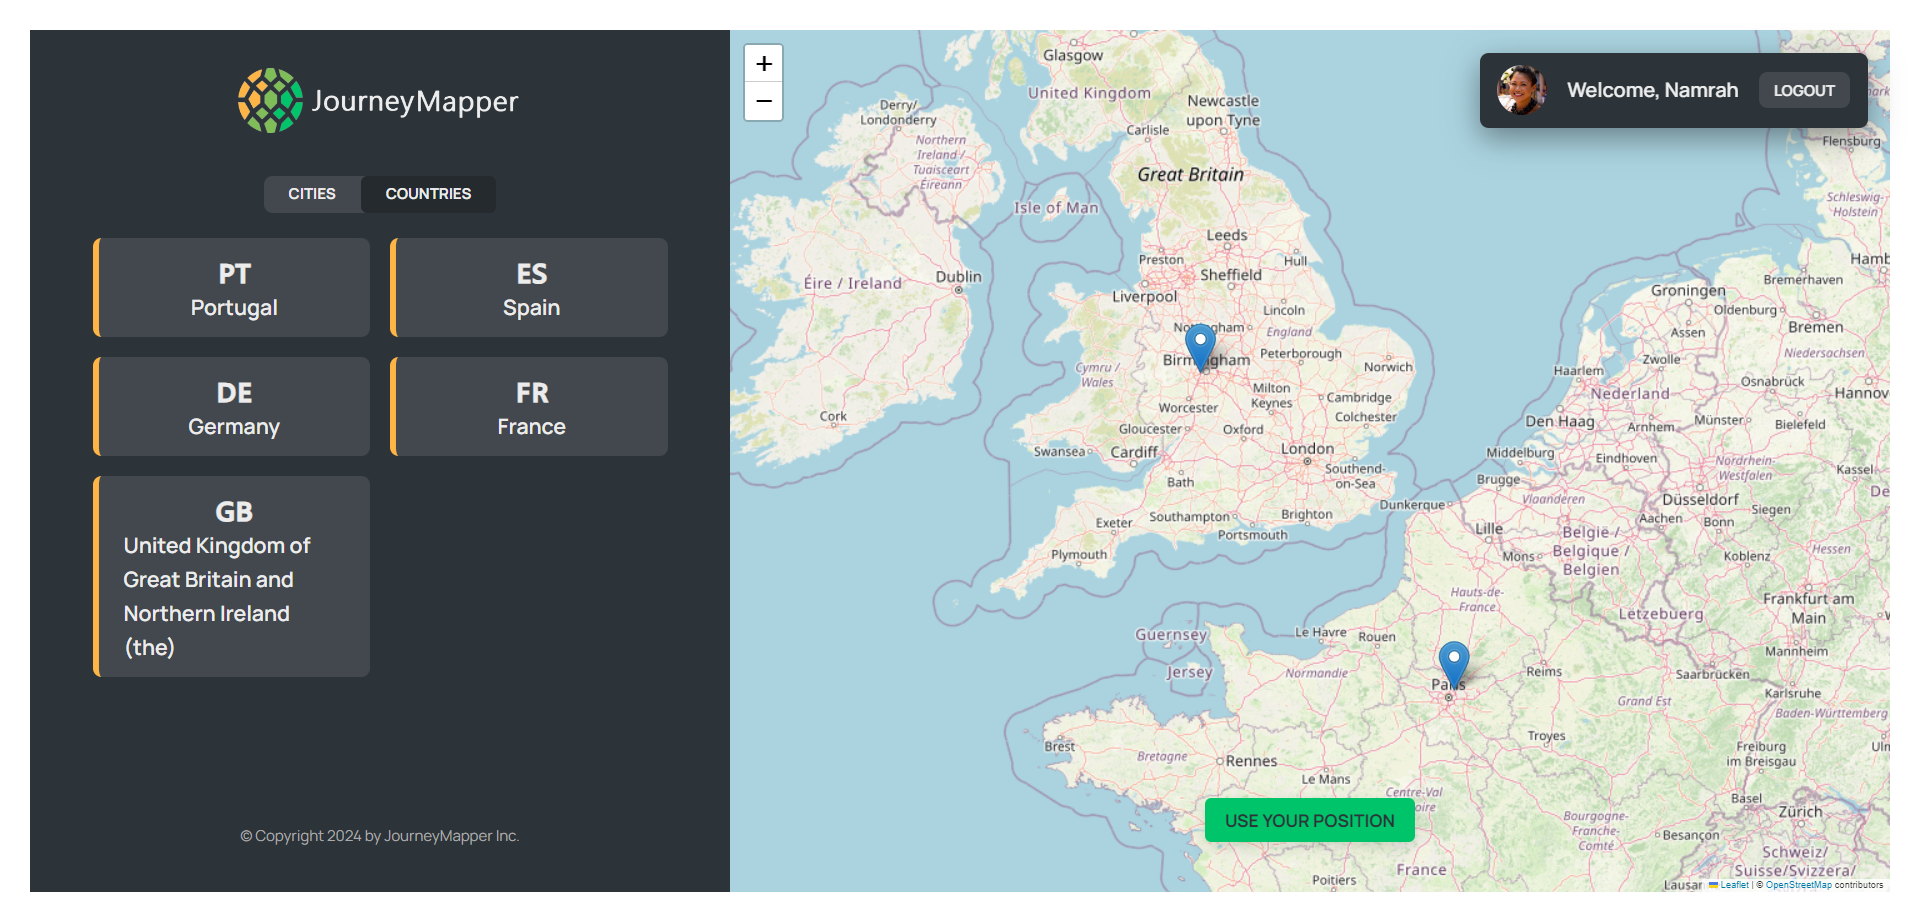 JourneyMapper
CITIES
COUNTRIES
PT
Portugal
ES
Spain
DE
Germany
FR
France
GB
United Kingdom of
Great Britain and
Northern Ireland
(the)
© Copyright 2024 by JourneyMapper Inc.
+
−
Welcome, Namrah
LOGOUT
Glasgow
United Kingdom
Derry/
Londonderry
Newcastle
upon Tyne
Carlisle
Northern
Ireland /
Tuaisceart
Éireann
Great Britain
Isle of Man
Flensburg
Schleswig-
Holstein
Leeds
Preston
Hull
Sheffield
Dublin
Éire / Ireland
Liverpool
Lincoln
England
Birmingham
Peterborough
Norwich
Cymru /
Wales
Milton
Keynes
Cambridge
Worcester
Colchester
Cork
Gloucester
Oxford
Swansea
Cardiff
London
Southend-
on-Sea
Bath
Exeter
Southampton
Brighton
Portsmouth
Plymouth
Dunkerque
Hamb
Bremerhaven
Groningen
Oldenburg
Bremen
Assen
Zwolle
Niedersachsen
Haarlem
Osnabrück
Hannov
Nederland
Den Haag
Arnhem
Münster
Bielefeld
Middelburg
Eindhoven
Nordrhein-
Westfalen
Kassel
Brugge
Vlaanderen
Düsseldorf
De
Siegen
Lille
Aachen
Bonn
België /
Belgique /
Belgien
Mons
Koblenz
Hessen
Hauts-de-
France
Lëtzebuerg
Frankfurt am
Main
Guernsey
Le Havre
Rouen
Mannheim
Jersey
Normandie
Reims
Saarbrücken
Paris
Karlsruhe
Grand Est
Baden-Württemberg
Brest
Troyes
Freiburg
im Breisgau
Ulm
Bretagne
Rennes
Le Mans
Centre-Val
oire
Basel
Zürich
USE YOUR POSITION
Bourgogne-
Franche-
Comté
Besançon
Schweiz/
Suisse/Svizzera/
France
Poitiers
Lausar
Leaflet | © OpenStreetMap contributors